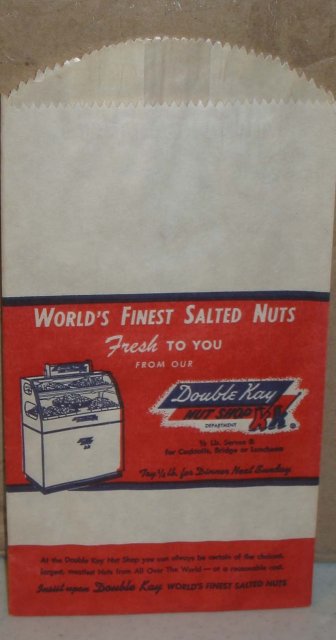 WORLD'S FINEST SALTED NUTS
Fresh TO YOU
FROM OUR
Double Kay
NUT SHOP KK
DEPARTMENT
½ Lb. Serves 8
for Cocktails, Bridge or Luncheon
Try ½ lb. for Dinner Next Sunday
At the Double Kay Nut Shop you can always be certain of the choicest,
largest, meatiest Nuts from All Over The World — at a reasonable cost.
Insist upon Double Kay WORLD'S FINEST SALTED NUTS